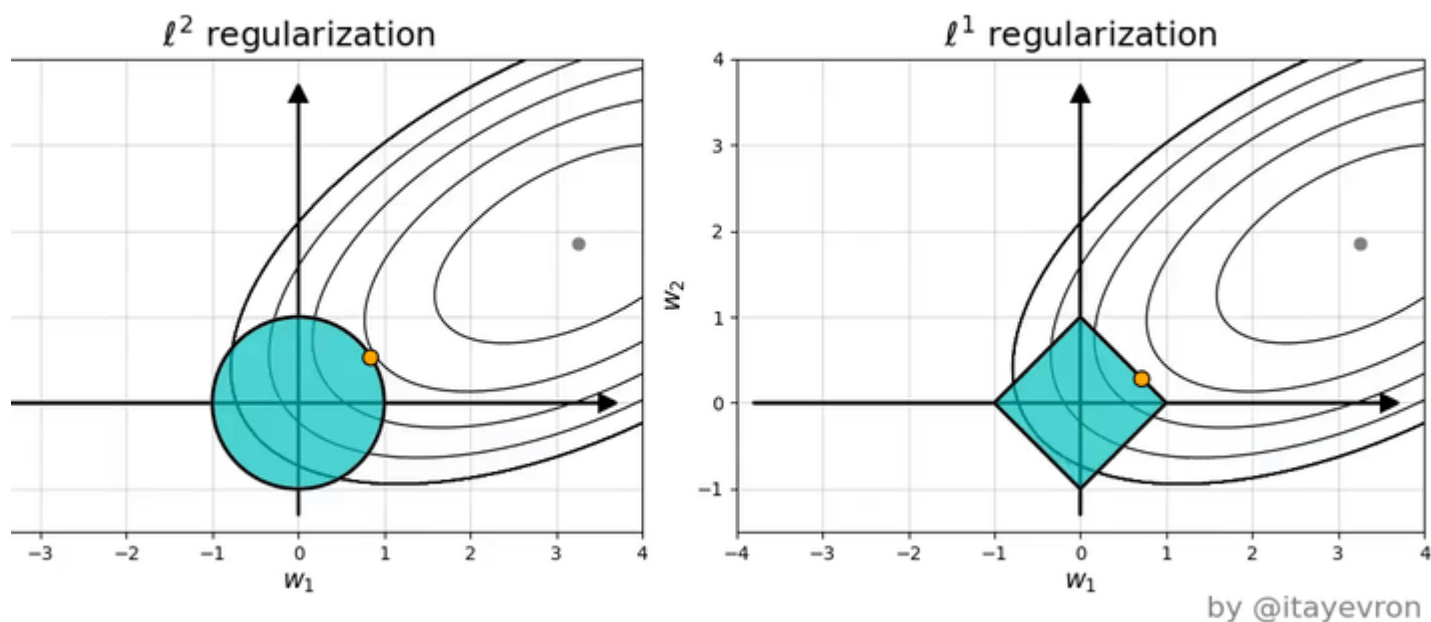 ℓ² regularization
−3 −2 −1 0 1 2 3 4
w₁
ℓ¹ regularization
4
3
2
1
0
−1
w₂
−4 −3 −2 −1 0 1 2 3 4
w₁
by @itayevron